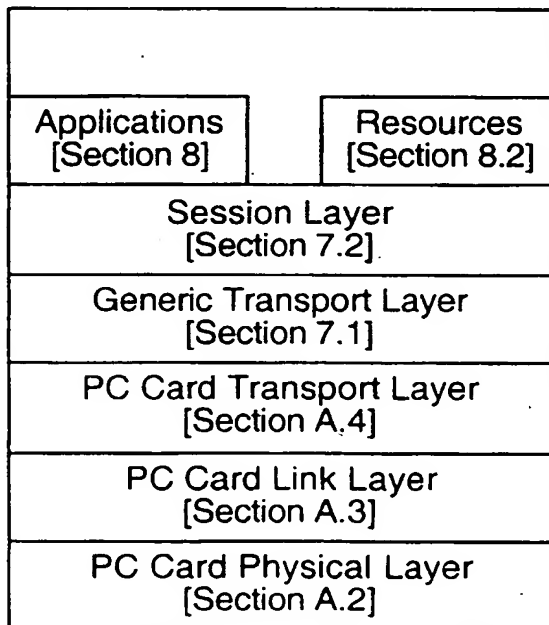 Applications
[Section 8]
Resources
[Section 8.2]
Session Layer
[Section 7.2]
Generic Transport Layer
[Section 7.1]
PC Card Transport Layer
[Section A.4]
PC Card Link Layer
[Section A.3]
PC Card Physical Layer
[Section A.2]